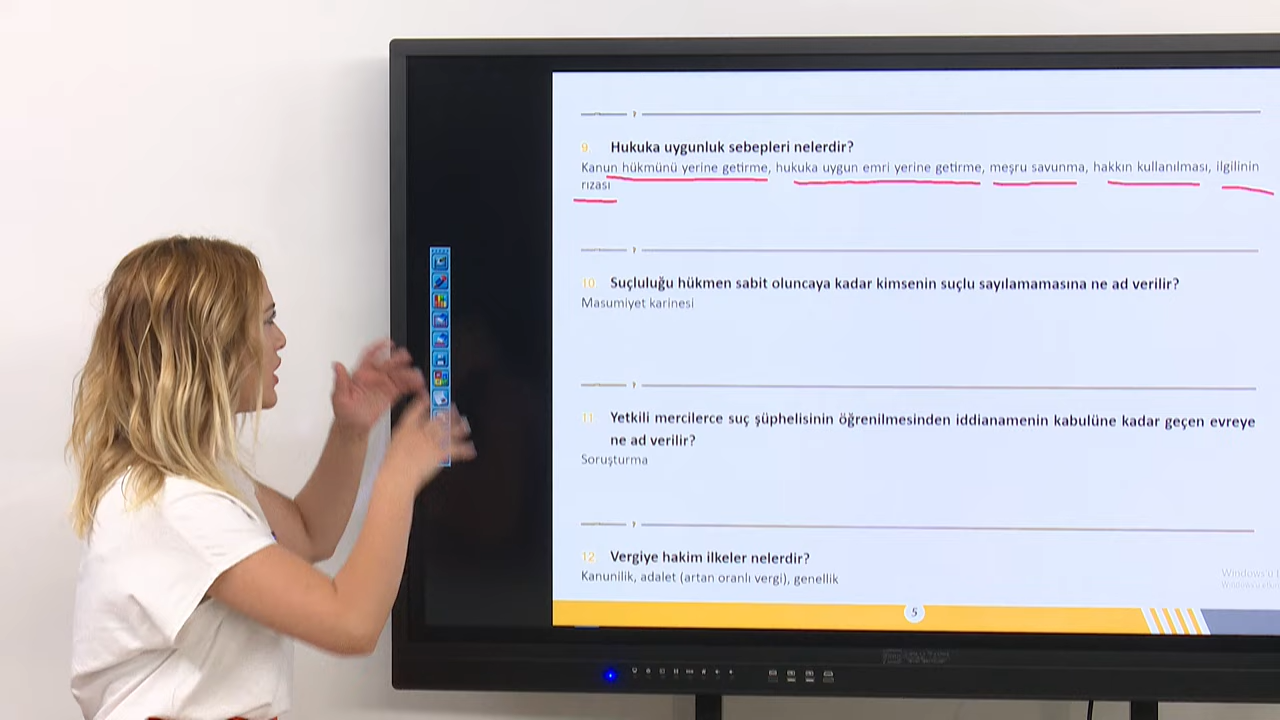 9. Hukuka uygunluk sebepleri nelerdir?
Kanun hükmünü yerine getirme, hukuka uygun emri yerine getirme, meşru savunma, hakkın kullanılması, ilgilinin
rızası
10. Suçluluğu hükmen sabit oluncaya kadar kimsenin suçlu sayılamamasına ne ad verilir?
Masumiyet karinesi
11. Yetkili mercilerce suç şüphelisinin öğrenilmesinden iddianamenin kabulüne kadar geçen evreye
ne ad verilir?
Soruşturma
12. Vergiye hakim ilkeler nelerdir?
Kanunilik, adalet (artan oranlı vergi), genellik
Windows'u
5